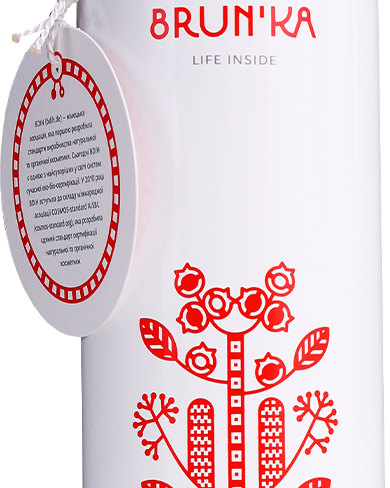 BRUN'KA
LIFE INSIDE
BDIH (bdih.de) – німецька
асоціація, яка першою розробила
стандарти виробництва натуральної
та органічної косметики. Сьогодні BDIH
є однією з найсуворіших у світі систем
сучасної еко-біо-сертифікації. У 2010 році
BDIH вступила до складу міжнародної
асоціації COSMOS-standard AISBL
(cosmos-standard.org), яка розробила
єдиний стандарт сертифікації
натуральної та органічної
косметики.